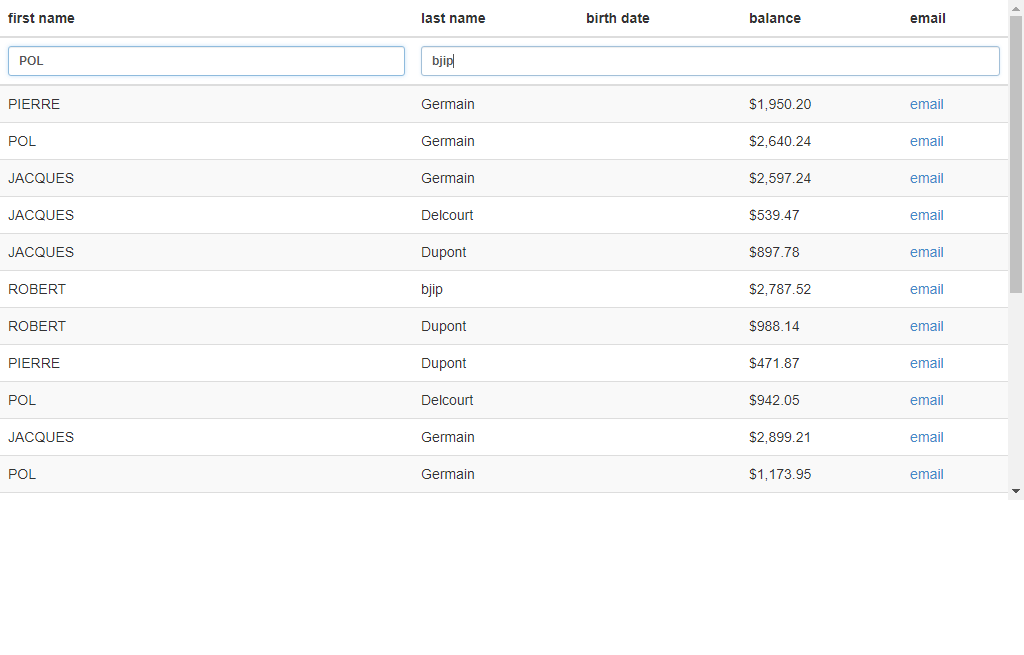 first name last name birth date balance email
POL bjip
PIERRE Germain $1,950.20 email
POL Germain $2,640.24 email
JACQUES Germain $2,597.24 email
JACQUES Delcourt $539.47 email
JACQUES Dupont $897.78 email
ROBERT bjip $2,787.52 email
ROBERT Dupont $988.14 email
PIERRE Dupont $471.87 email
POL Delcourt $942.05 email
JACQUES Germain $2,899.21 email
POL Germain $1,173.95 email